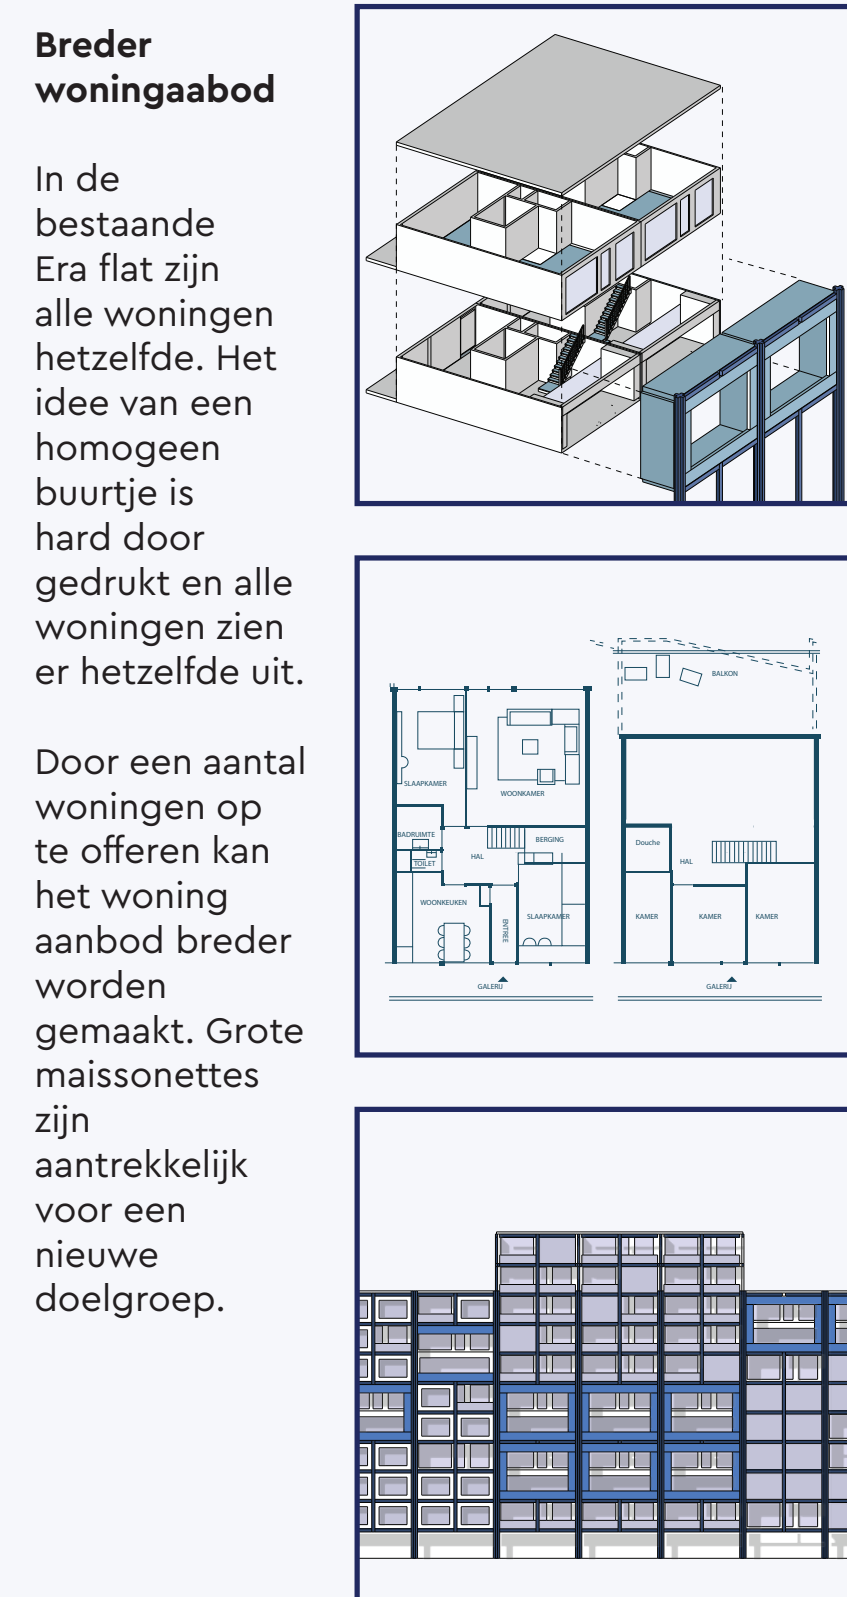 Breder
woningaabod
In de
bestaande
Era flat zijn
alle woningen
hetzelfde. Het
idee van een
homogeen
buurtje is
hard door
gedrukt en alle
woningen zien
er hetzelfde uit.
Door een aantal
woningen op
te offeren kan
het woning
aanbod breder
worden
gemaakt. Grote
maissonettes
zijn
aantrekkelijk
voor een
nieuwe
doelgroep.
SLAAPKAMER
WOONKAMER
BADRUIMTE
BERGING
TOILET
HAL
WOONKEUKEN
ENTREE
SLAAPKAMER
GALERIJ
BALKON
Douche
HAL
KAMER
KAMER
KAMER
GALERIJ